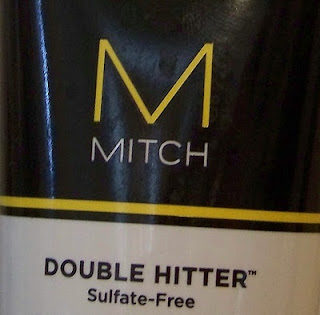 M
MITCH
DOUBLE HITTER™
Sulfate-Free